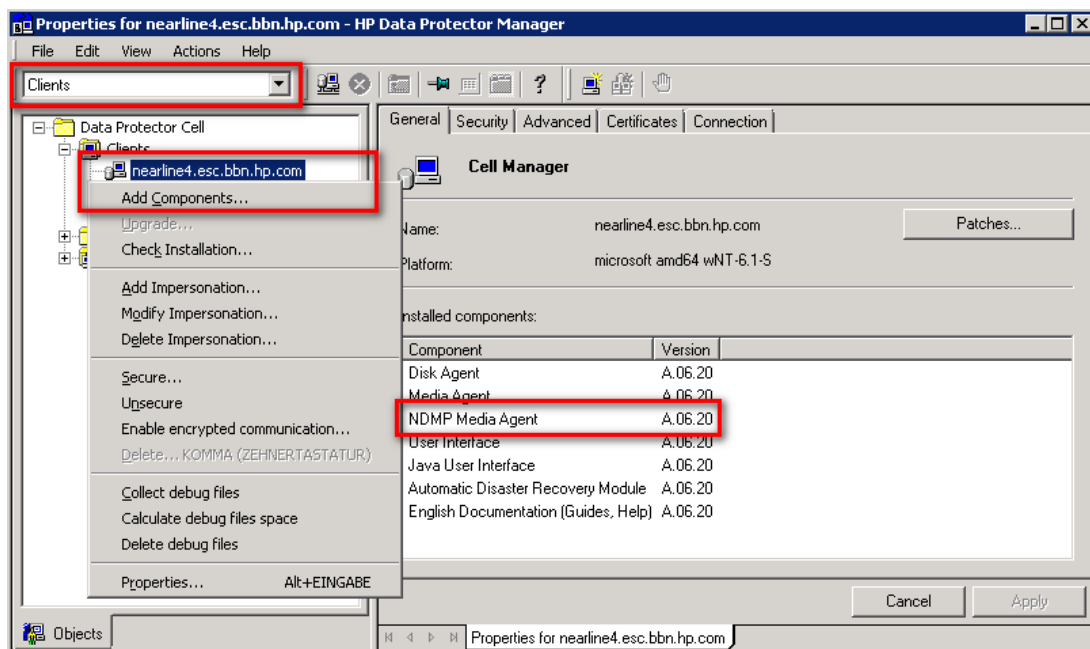 Properties for nearline4.esc.bbn.hp.com - HP Data Protector Manager
File Edit View Actions Help
Clients
Data Protector Cell
Clients
nearline4.esc.bbn.hp.com
Add Components...
Upgrade...
Check Installation...
Add Impersonation...
Modify Impersonation...
Delete Impersonation...
Secure...
Unsecure
Enable encrypted communication...
Delete... KOMMA (ZEHNERTASTATUR)
Collect debug files
Calculate debug files space
Delete debug files
Properties... Alt+EINGABE
Objects
General Security Advanced Certificates Connection
Cell Manager
Name: nearline4.esc.bbn.hp.com Patches...
Platform: microsoft amd64 wNT-6.1-S
Installed components:
Component Version
Disk Agent A.06.20
Media Agent A.06.20
NDMP Media Agent A.06.20
User Interface A.06.20
Java User Interface A.06.20
Automatic Disaster Recovery Module A.06.20
English Documentation (Guides, Help) A.06.20
Cancel Apply
Properties for nearline4.esc.bbn.hp.com